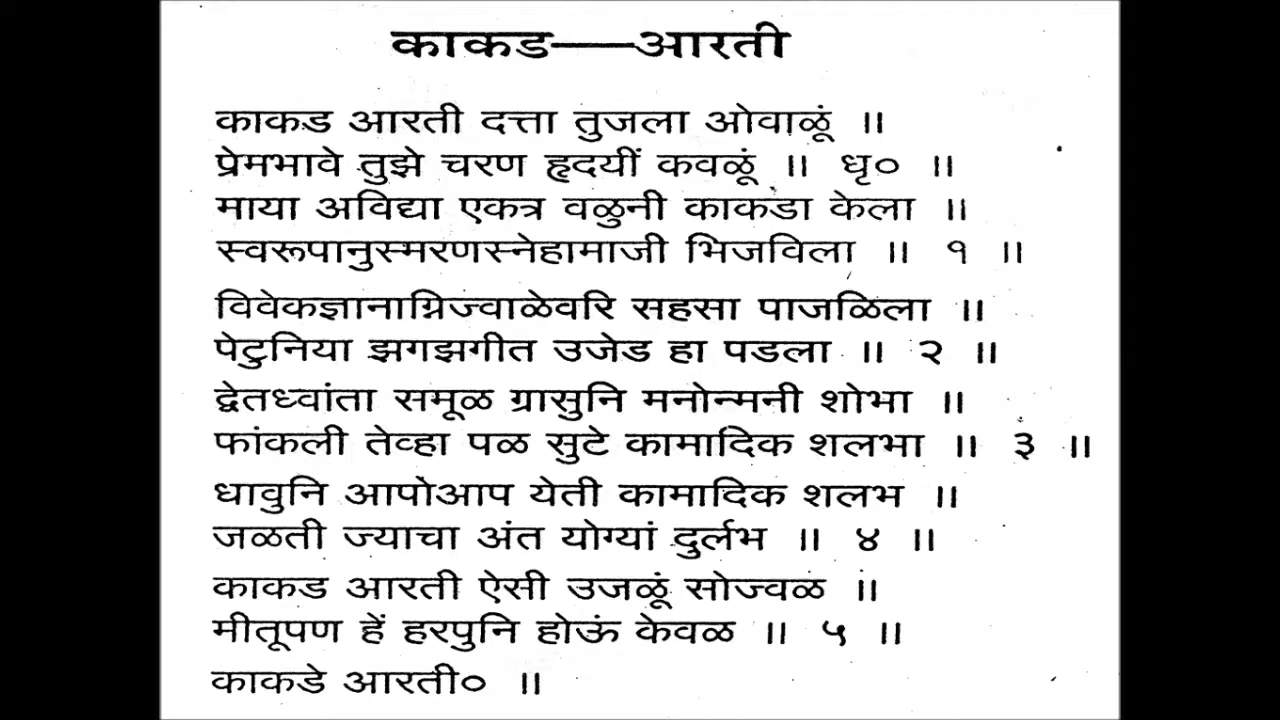 काकड——आरती
काकड आरती दत्ता तुजला ओवाळूं ॥
प्रेमभावे तुझे चरण हृदयीं कवळूं ॥ धृ० ॥
माया अविद्या एकत्र वळुनी काकडा केला ॥
स्वरूपानुस्मरणस्नेहामाजी भिजविला ॥ १ ॥
विवेकज्ञानाग्निज्वाळेवरि सहसा पाजळिला ॥
पेटुनिया झगझगीत उजेड हा पडला ॥ २ ॥
द्वेतध्वांता समूळ ग्रासुनि मनोन्मनी शोभा ॥
फांकली तेव्हा पळ सुटे कामादिक शलभा ॥ ३ ॥
धावुनि आपोआप येती कामादिक शलभ ॥
जळती ज्याचा अंत योग्यां दुर्लभ ॥ ४ ॥
काकड आरती ऐसी उजळूं सोज्वळ ॥
मीतूपण हें हरपुनि होऊं केवळ ॥ ५ ॥
काकडे आरती० ॥